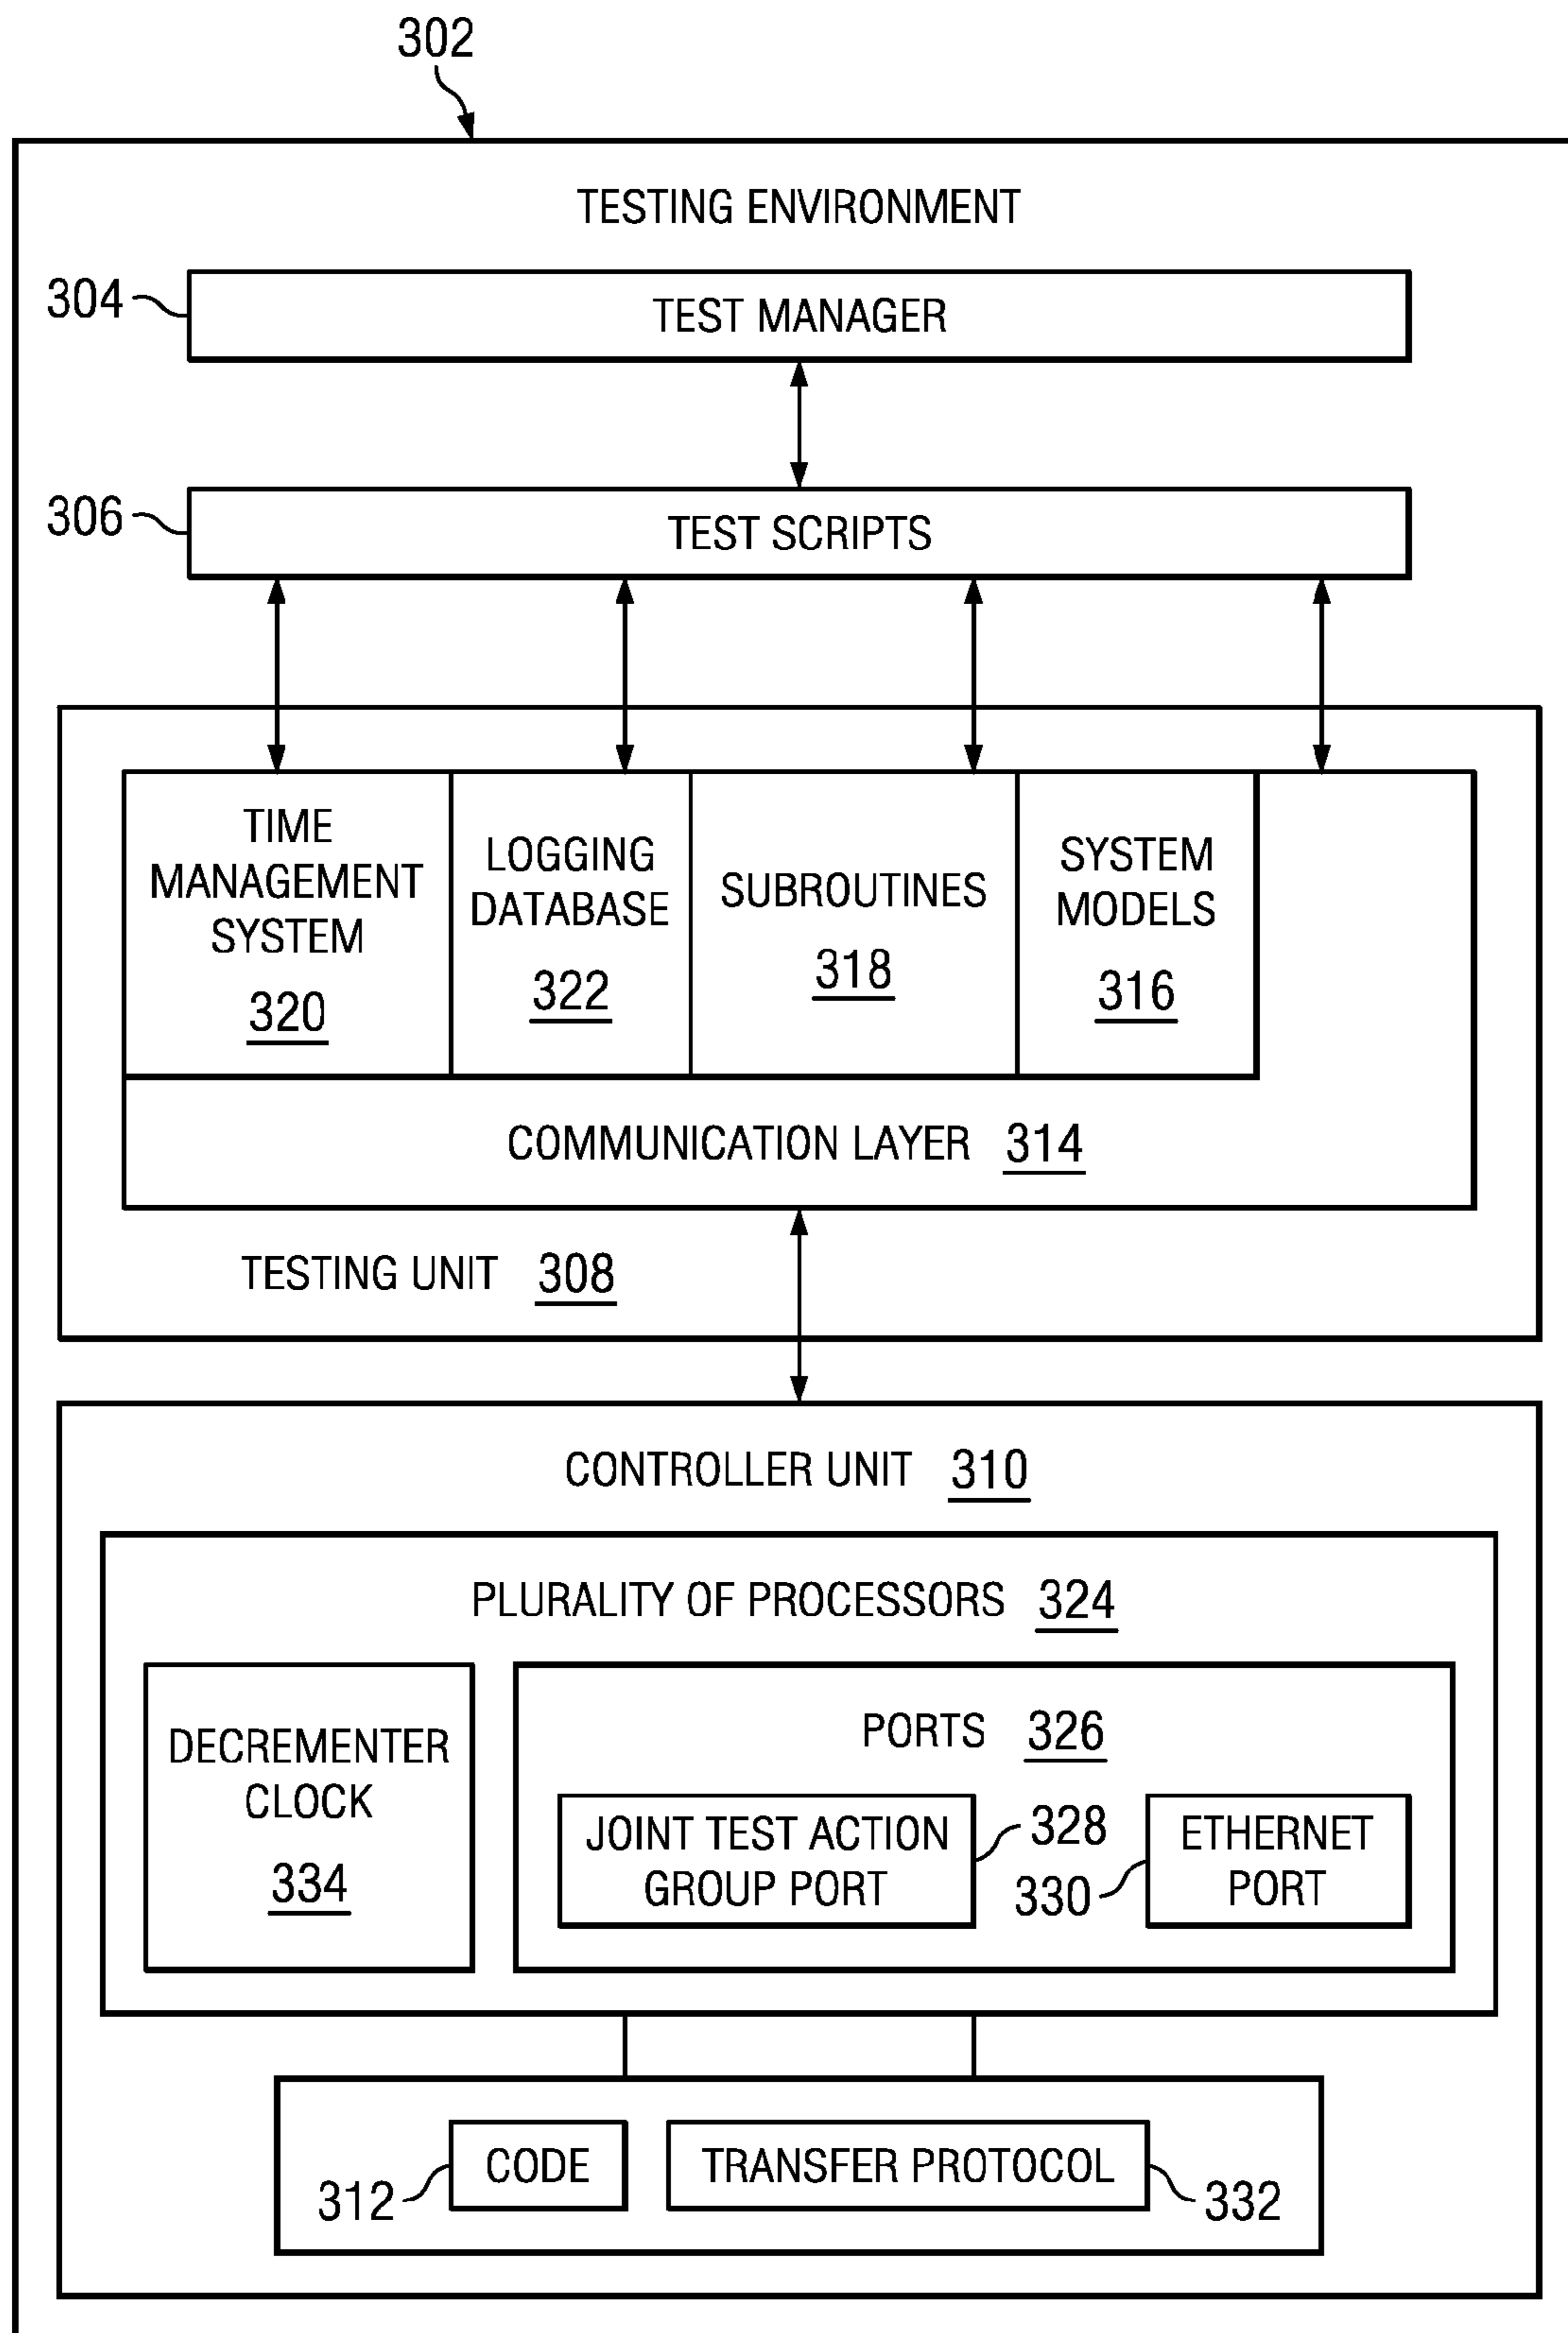 302
TESTING ENVIRONMENT
304
TEST MANAGER
306
TEST SCRIPTS
TIME
MANAGEMENT
SYSTEM
320
LOGGING
DATABASE
322
SUBROUTINES
318
SYSTEM
MODELS
316
COMMUNICATION LAYER 314
TESTING UNIT 308
CONTROLLER UNIT 310
PLURALITY OF PROCESSORS 324
DECREMENTER
CLOCK
334
PORTS 326
JOINT TEST ACTION
GROUP PORT
328
330
ETHERNET
PORT
312
CODE
TRANSFER PROTOCOL
332